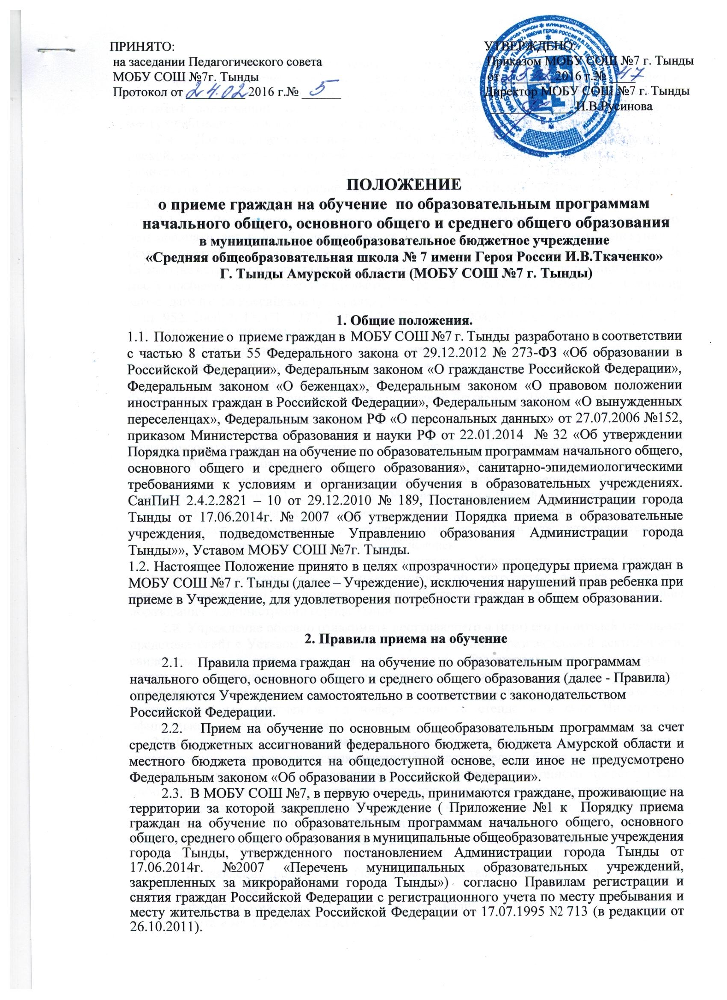 ПРИНЯТО:
на заседании Педагогического совета
МОБУ СОШ №7г. Тынды
Протокол от 24.02 2016 г.№ 5
УТВЕРЖДЕНО:
Приказом МОБУ СОШ №7 г. Тынды
от 25.02 2016 г.№ 47
Директор МОБУ СОШ №7 г. Тынды
Н.В.Русинова
ПОЛОЖЕНИЕ
о приеме граждан на обучение по образовательным программам
начального общего, основного общего и среднего общего образования
в муниципальное общеобразовательное бюджетное учреждение
«Средняя общеобразовательная школа № 7 имени Героя России И.В.Ткаченко»
Г. Тынды Амурской области (МОБУ СОШ №7 г. Тынды)
1. Общие положения.
1.1. Положение о приеме граждан в МОБУ СОШ №7 г. Тынды разработано в соответствии
с частью 8 статьи 55 Федерального закона от 29.12.2012 № 273-ФЗ «Об образовании в
Российской Федерации», Федеральным законом «О гражданстве Российской Федерации»,
Федеральным законом «О беженцах», Федеральным законом «О правовом положении
иностранных граждан в Российской Федерации», Федеральным законом «О вынужденных
переселенцах», Федеральным законом РФ «О персональных данных» от 27.07.2006 №152,
приказом Министерства образования и науки РФ от 22.01.2014 № 32 «Об утверждении
Порядка приёма граждан на обучение по образовательным программам начального общего,
основного общего и среднего общего образования», санитарно-эпидемиологическими
требованиями к условиям и организации обучения в образовательных учреждениях.
СанПиН 2.4.2.2821 – 10 от 29.12.2010 № 189, Постановлением Администрации города
Тынды от 17.06.2014г. № 2007 «Об утверждении Порядка приема в образовательные
учреждения, подведомственные Управлению образования Администрации города
Тынды»», Уставом МОБУ СОШ №7г. Тынды.
1.2. Настоящее Положение принято в целях «прозрачности» процедуры приема граждан в
МОБУ СОШ №7 г. Тынды (далее – Учреждение), исключения нарушений прав ребенка при
приеме в Учреждение, для удовлетворения потребности граждан в общем образовании.
2. Правила приема на обучение
2.1. Правила приема граждан на обучение по образовательным программам
начального общего, основного общего и среднего общего образования (далее - Правила)
определяются Учреждением самостоятельно в соответствии с законодательством
Российской Федерации.
2.2. Прием на обучение по основным общеобразовательным программам за счет
средств бюджетных ассигнований федерального бюджета, бюджета Амурской области и
местного бюджета проводится на общедоступной основе, если иное не предусмотрено
Федеральным законом «Об образовании в Российской Федерации».
2.3. В МОБУ СОШ №7, в первую очередь, принимаются граждане, проживающие на
территории за которой закреплено Учреждение ( Приложение №1 к Порядку приема
граждан на обучение по образовательным программам начального общего, основного
общего, среднего общего образования в муниципальные общеобразовательные учреждения
города Тынды, утвержденного постановлением Администрации города Тынды от
17.06.2014г. №2007 «Перечень муниципальных образовательных учреждений,
закрепленных за микрорайонами города Тынды») согласно Правилам регистрации и
снятия граждан Российской Федерации с регистрационного учета по месту пребывания и
месту жительства в пределах Российской Федерации от 17.07.1995 N2 713 (в редакции от
26.10.2011).